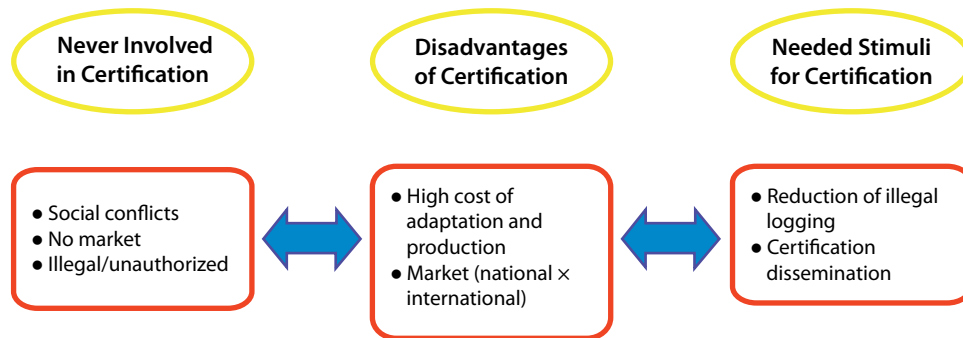 Never Involved
in Certification
Disadvantages
of Certification
Needed Stimuli
for Certification
● Social conflicts
● No market
● Illegal/unauthorized
● High cost of
adaptation and
production
● Market (national ×
international)
● Reduction of illegal
logging
● Certification
dissemination